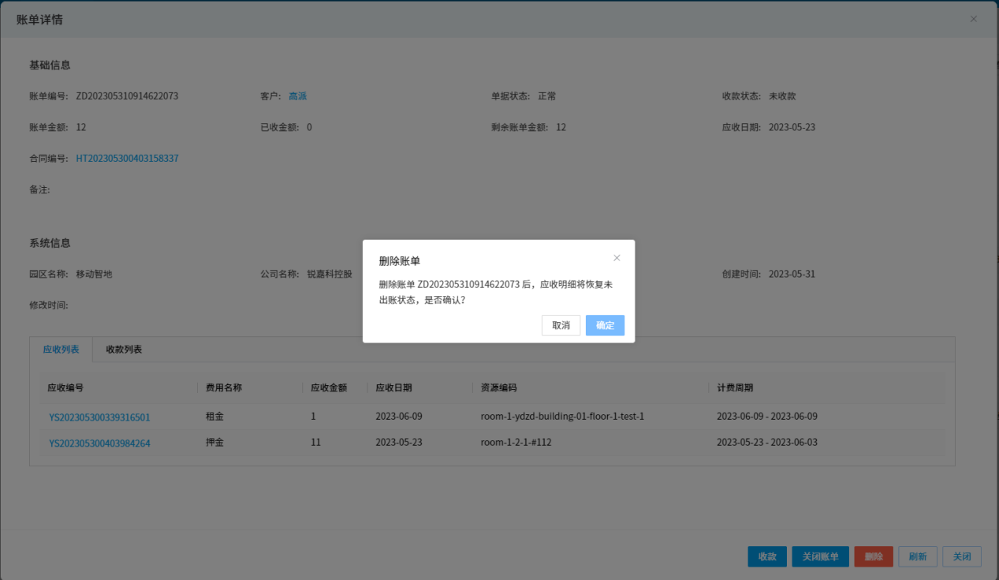 账单详情
基础信息
账单编号: ZD202305310914622073 客户: 高派 单据状态: 正常 收款状态: 未收款
账单金额: 12 已收金额: 0 剩余账单金额: 12 应收日期: 2023-05-23
合同编号: HT202305300403158337
备注:
系统信息
园区名称: 移动智地 公司名称: 锐嘉科控股 创建时间: 2023-05-31
修改时间:
删除账单
删除账单 ZD202305310914622073 后，应收明细将恢复未
出账状态，是否确认？
取消 确定
应收列表 收款列表
应收编号 费用名称 应收金额 应收日期 资源编码 计费周期
YS202305300339316501 租金 1 2023-06-09 room-1-ydzd-building-01-floor-1-test-1 2023-06-09 - 2023-06-09
YS202305300403984264 押金 11 2023-05-23 room-1-2-1-#112 2023-05-23 - 2023-06-03
收款 关闭账单 删除 刷新 关闭